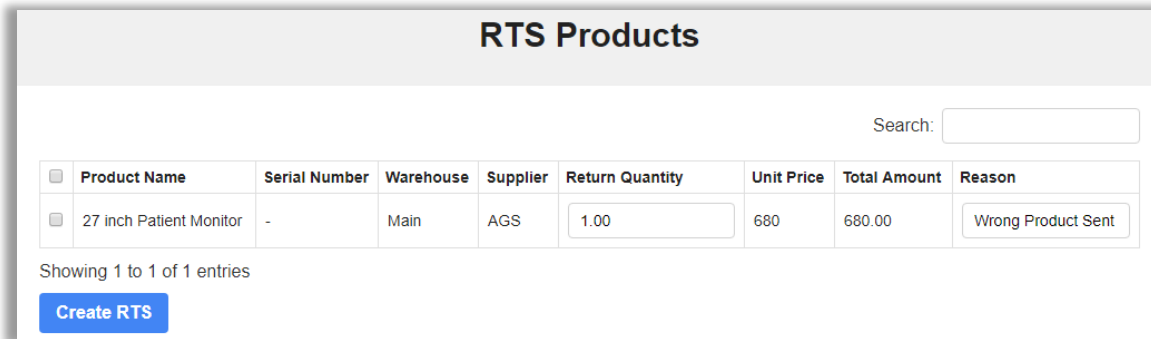 RTS Products
Search:
Product Name Serial Number Warehouse Supplier Return Quantity Unit Price Total Amount Reason
27 inch Patient Monitor - Main AGS 1.00 680 680.00 Wrong Product Sent
Showing 1 to 1 of 1 entries
Create RTS